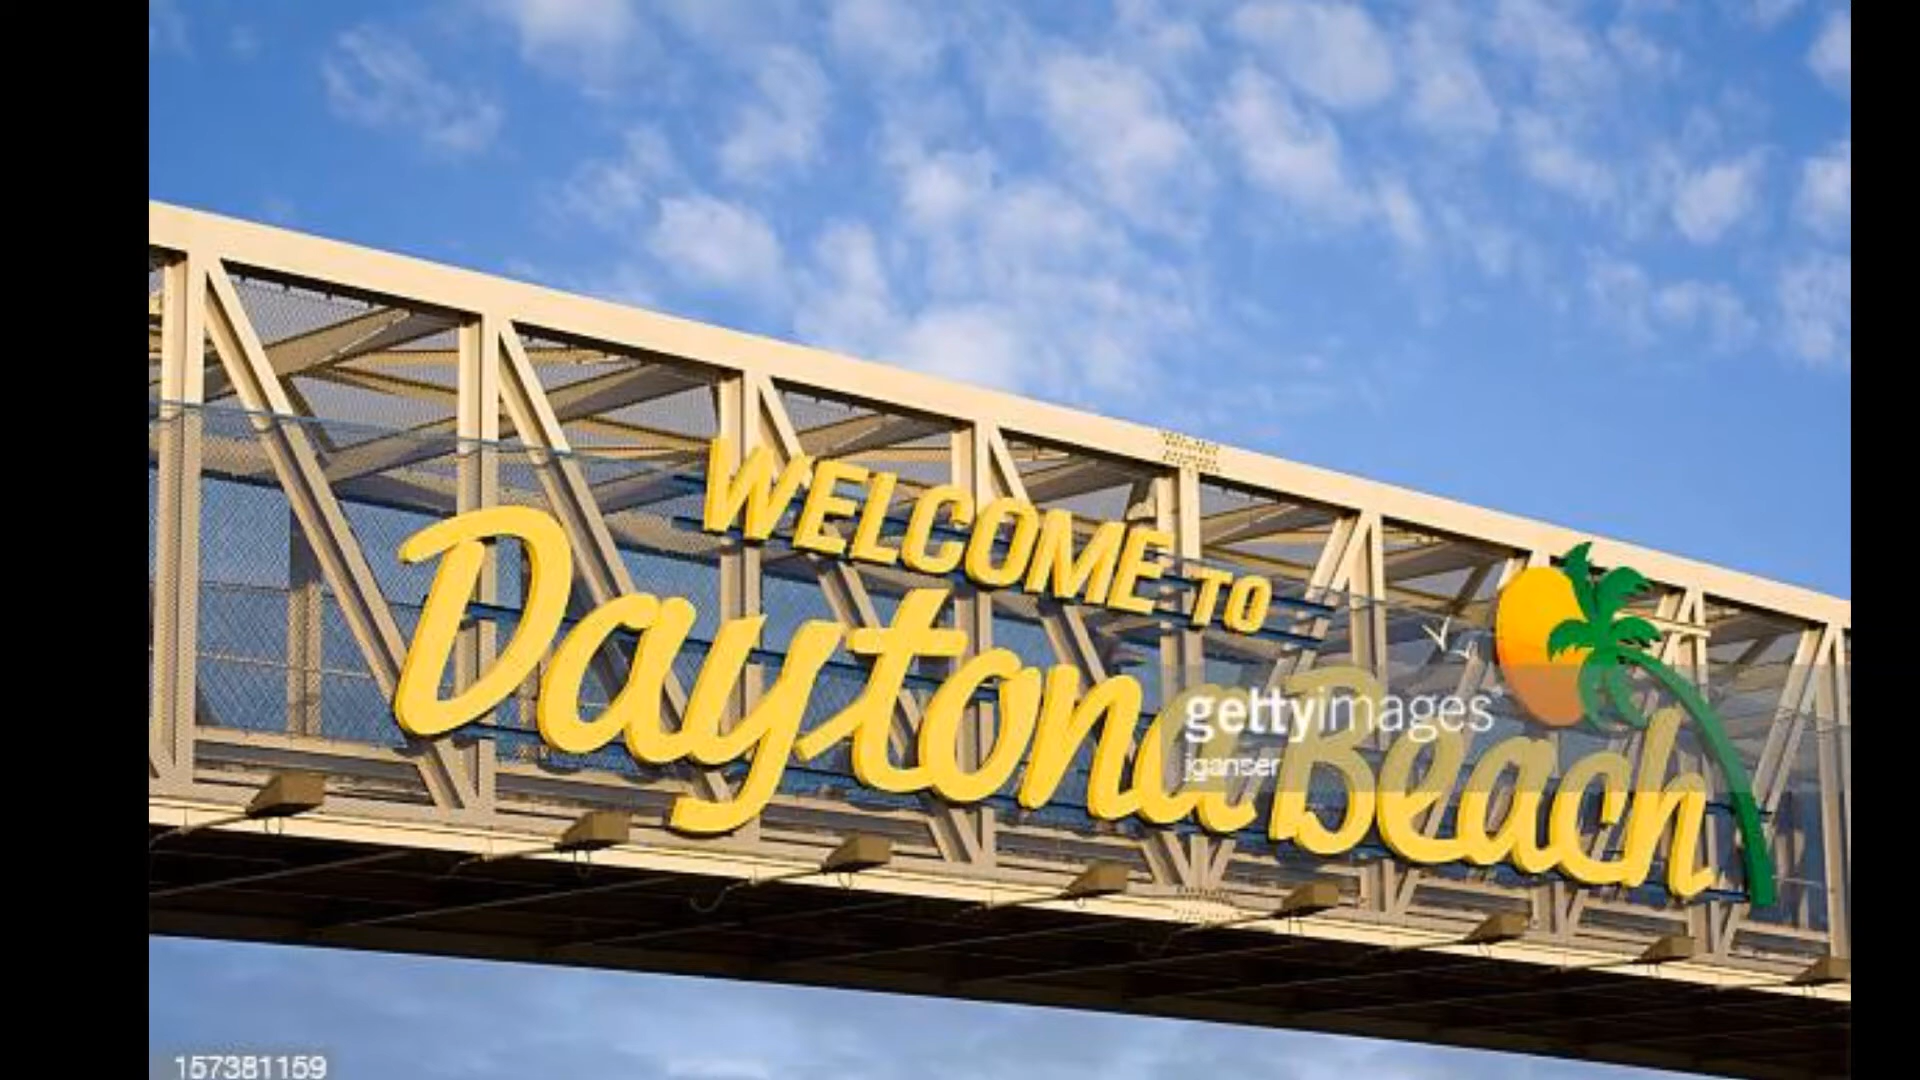 WELCOME TO
Daytona Beach
gettyimages
jganser
157381159